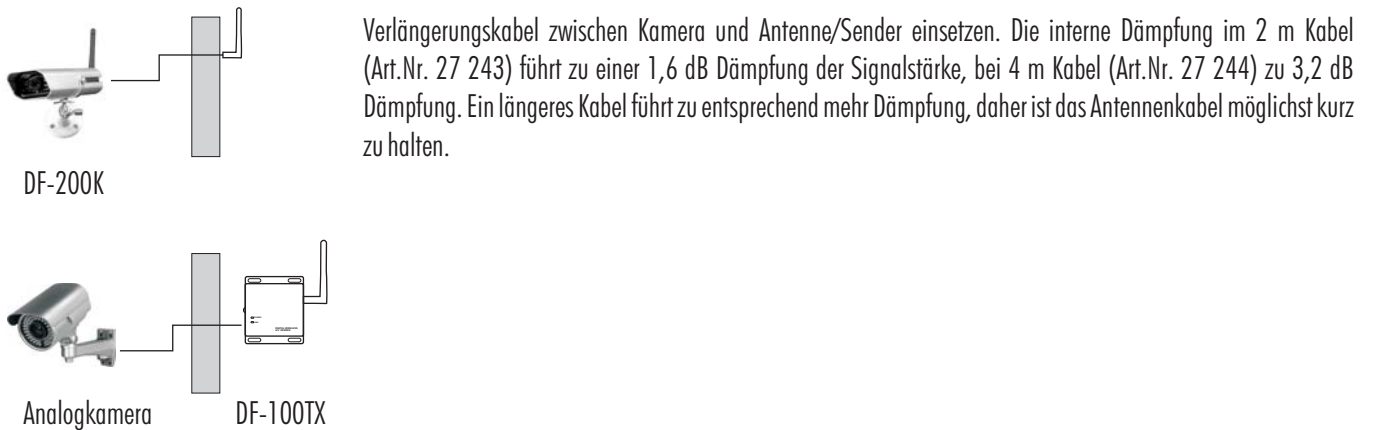 Verlängerungskabel zwischen Kamera und Antenne/Sender einsetzen. Die interne Dämpfung im 2 m Kabel
(Art.Nr. 27 243) führt zu einer 1,6 dB Dämpfung der Signalstärke, bei 4 m Kabel (Art.Nr. 27 244) zu 3,2 dB
Dämpfung. Ein längeres Kabel führt zu entsprechend mehr Dämpfung, daher ist das Antennenkabel möglichst kurz
zu halten.
DF-200K
Analogkamera
DF-100TX